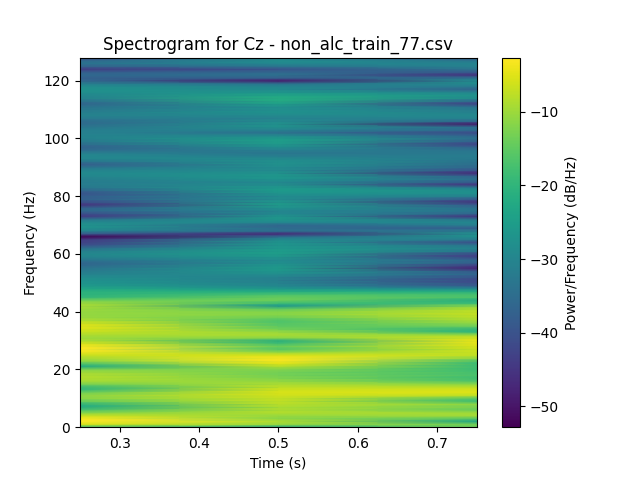 Spectrogram for Cz - non_alc_train_77.csv
120
100
80
60
40
20
0
Frequency (Hz)
0.3 0.4 0.5 0.6 0.7
Time (s)
−10
−20
−30
−40
−50
Power/Frequency (dB/Hz)